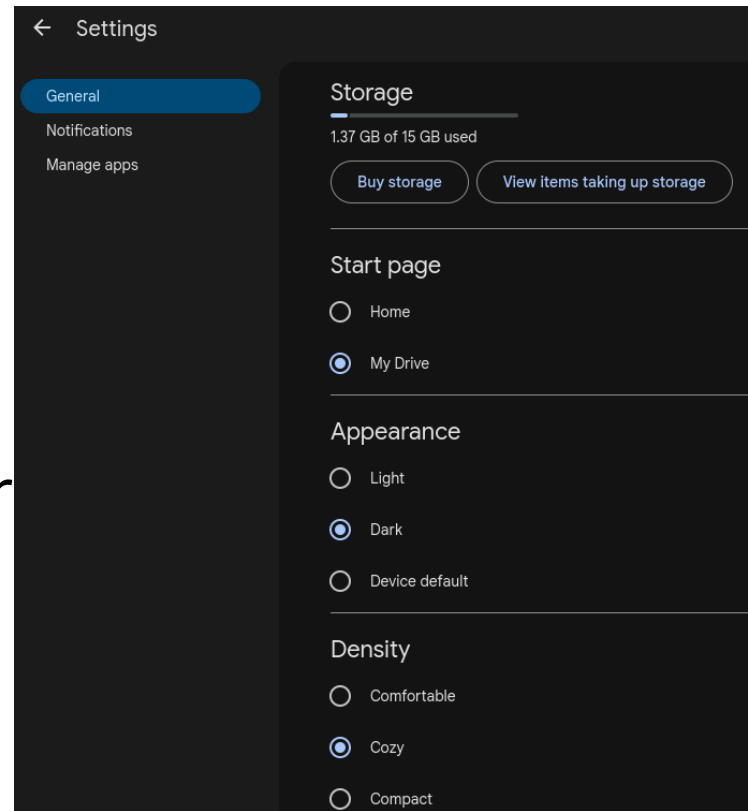 Settings
General
Notifications
Manage apps
Storage
1.37 GB of 15 GB used
Buy storage
View items taking up storage
Start page
Home
My Drive
Appearance
Light
Dark
Device default
Density
Comfortable
Cozy
Compact